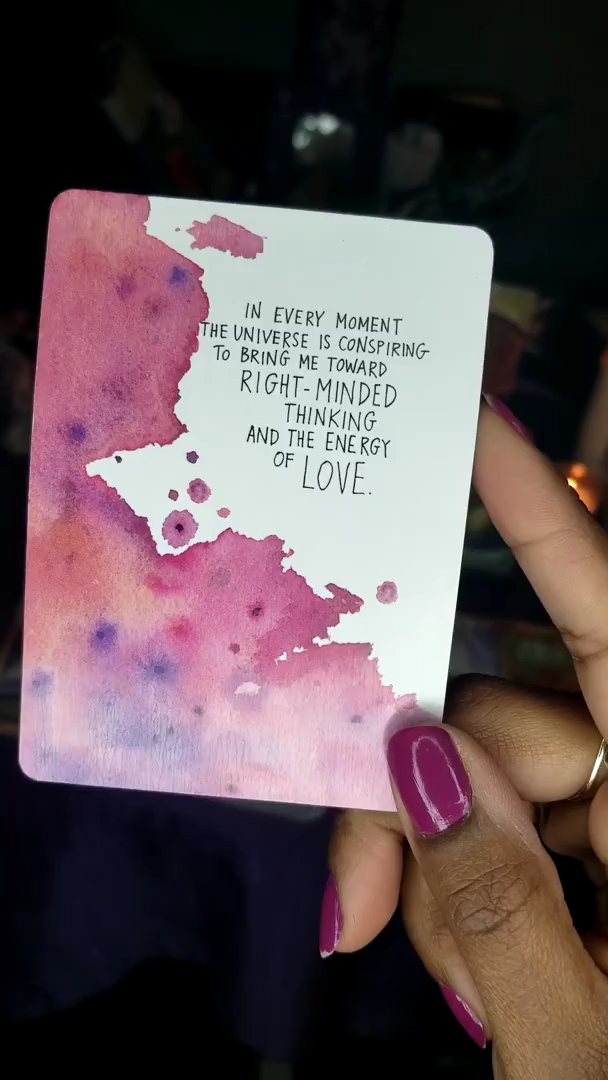 IN EVERY MOMENT
THE UNIVERSE IS CONSPIRING
TO BRING ME TOWARD
RIGHT-MINDED
THINKING
AND THE ENERGY
OF LOVE.